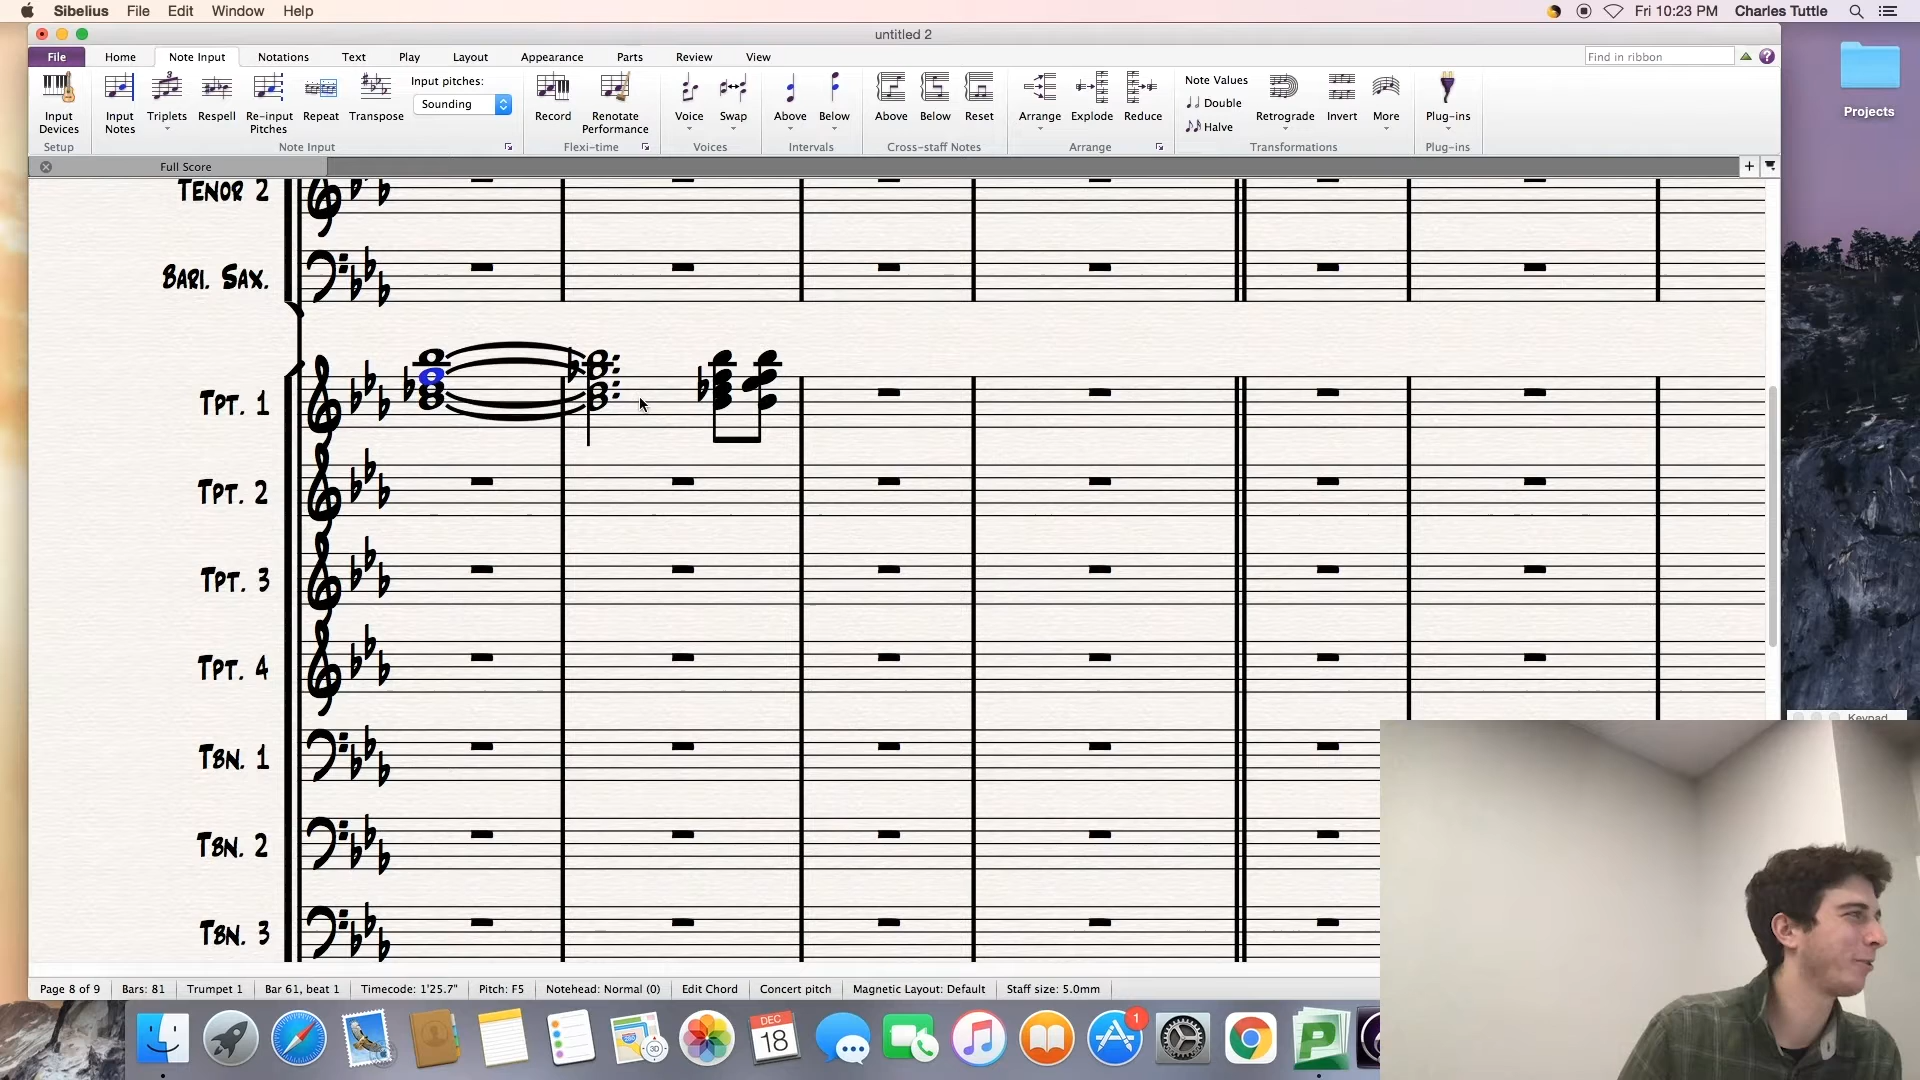 Sibelius File Edit Window Help Fri 10:23 PM Charles Tuttle
untitled 2
File Home Note Input Notations Text Play Layout Appearance Parts Review View Find in ribbon
Input Devices
Input Notes
Triplets
Respell
Re-input Pitches
Repeat
Transpose
Input pitches:
Sounding
Record
Renotate Performance
Voice
Swap
Above
Below
Above
Below
Reset
Arrange
Explode
Reduce
Note Values
Double
Halve
Retrograde
Invert
More
Plug-ins
Setup Note Input Flexi-time Voices Intervals Cross-staff Notes Arrange Transformations Plug-ins
Full Score
Projects
TENOR 2
BARI. SAX.
TPT. 1
TPT. 2
TPT. 3
TPT. 4
TBN. 1
TBN. 2
TBN. 3
Keypad
Page 8 of 9 Bars: 81 Trumpet 1 Bar 61, beat 1 Timecode: 1'25.7" Pitch: F5 Notehead: Normal (0) Edit Chord Concert pitch Magnetic Layout: Default Staff size: 5.0mm
DEC
18
1